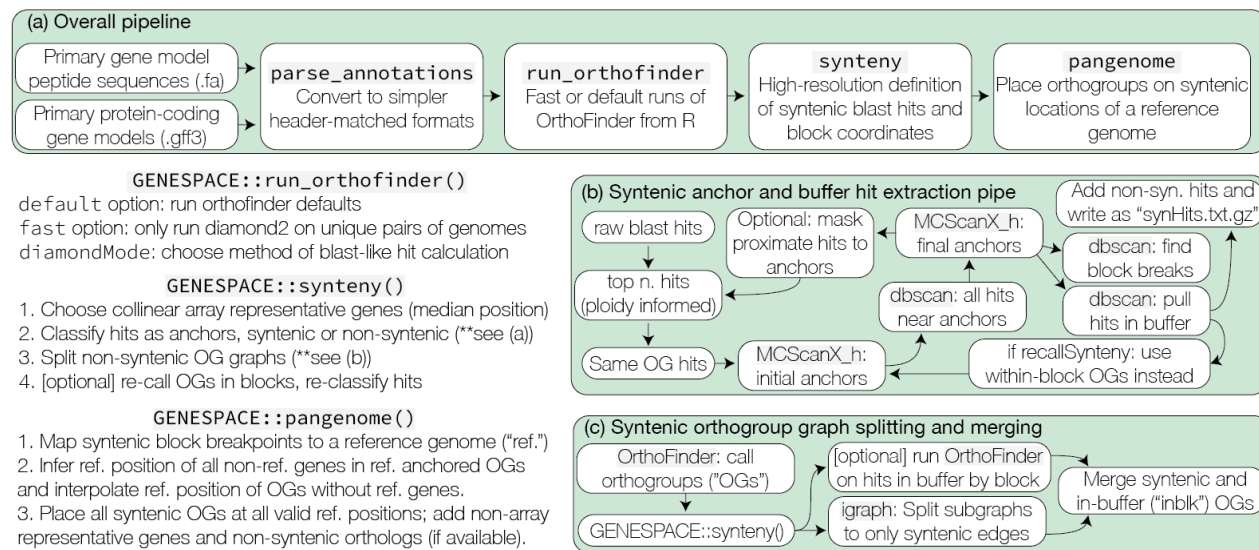 (a) Overall pipeline
Primary gene model
peptide sequences (.fa)
Primary protein-coding
gene models (.gff3)
parse_annotations
Convert to simpler
header-matched formats
run_orthofinder
Fast or default runs of
OrthoFinder from R
synteny
High-resolution definition
of syntenic blast hits and
block coordinates
pangenome
Place orthogroups on syntenic
locations of a reference
genome
GENESPACE::run_orthofinder()
default option: run orthofinder defaults
fast option: only run diamond2 on unique pairs of genomes
diamondMode: choose method of blast-like hit calculation
GENESPACE::synteny()
1. Choose collinear array representative genes (median position)
2. Classify hits as anchors, syntenic or non-syntenic (**see (a))
3. Split non-syntenic OG graphs (**see (b))
4. [optional] re-call OGs in blocks, re-classify hits
GENESPACE::pangenome()
1. Map syntenic block breakpoints to a reference genome ("ref.")
2. Infer ref. position of all non-ref. genes in ref. anchored OGs
and interpolate ref. position of OGs without ref. genes.
3. Place all syntenic OGs at all valid ref. positions; add non-array
representative genes and non-syntenic orthologs (if available).
(b) Syntenic anchor and buffer hit extraction pipe
raw blast hits
top n. hits
(ploidy informed)
Same OG hits
Optional: mask
proximate hits to
anchors
MCScanX_h:
initial anchors
dbscan: all hits
near anchors
MCScanX_h:
final anchors
Add non-syn. hits and
write as "synHits.txt.gz"
dbscan: find
block breaks
dbscan: pull
hits in buffer
if recallSynteny: use
within-block OGs instead
(c) Syntenic orthogroup graph splitting and merging
OrthoFinder: call
orthogroups ("OGs")
GENESPACE::synteny()
[optional] run OrthoFinder
on hits in buffer by block
igraph: Split subgraphs
to only syntenic edges
Merge syntenic and
in-buffer ("inblk") OGs